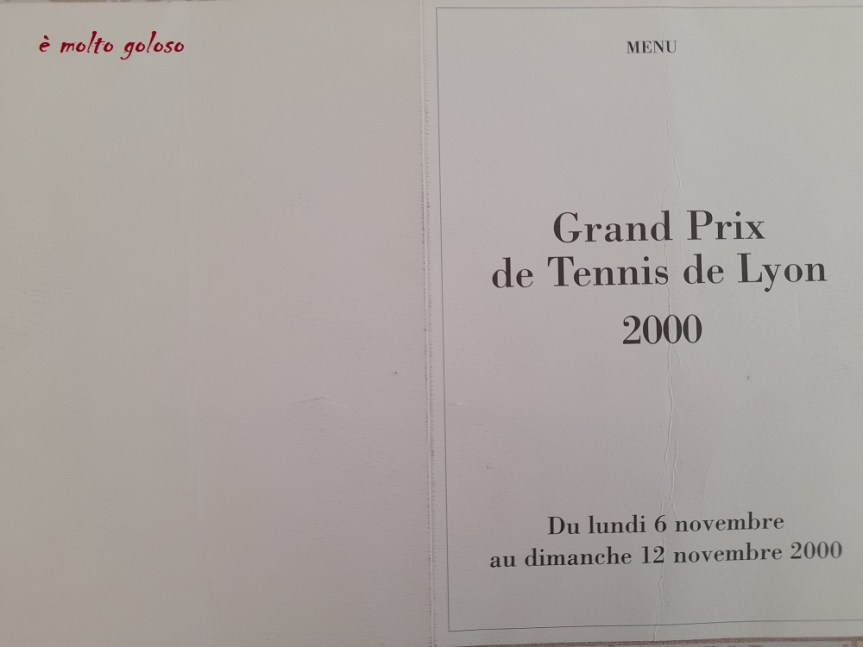 è molto goloso
MENU
Grand Prix
de Tennis de Lyon
2000
Du lundi 6 novembre
au dimanche 12 novembre 2000